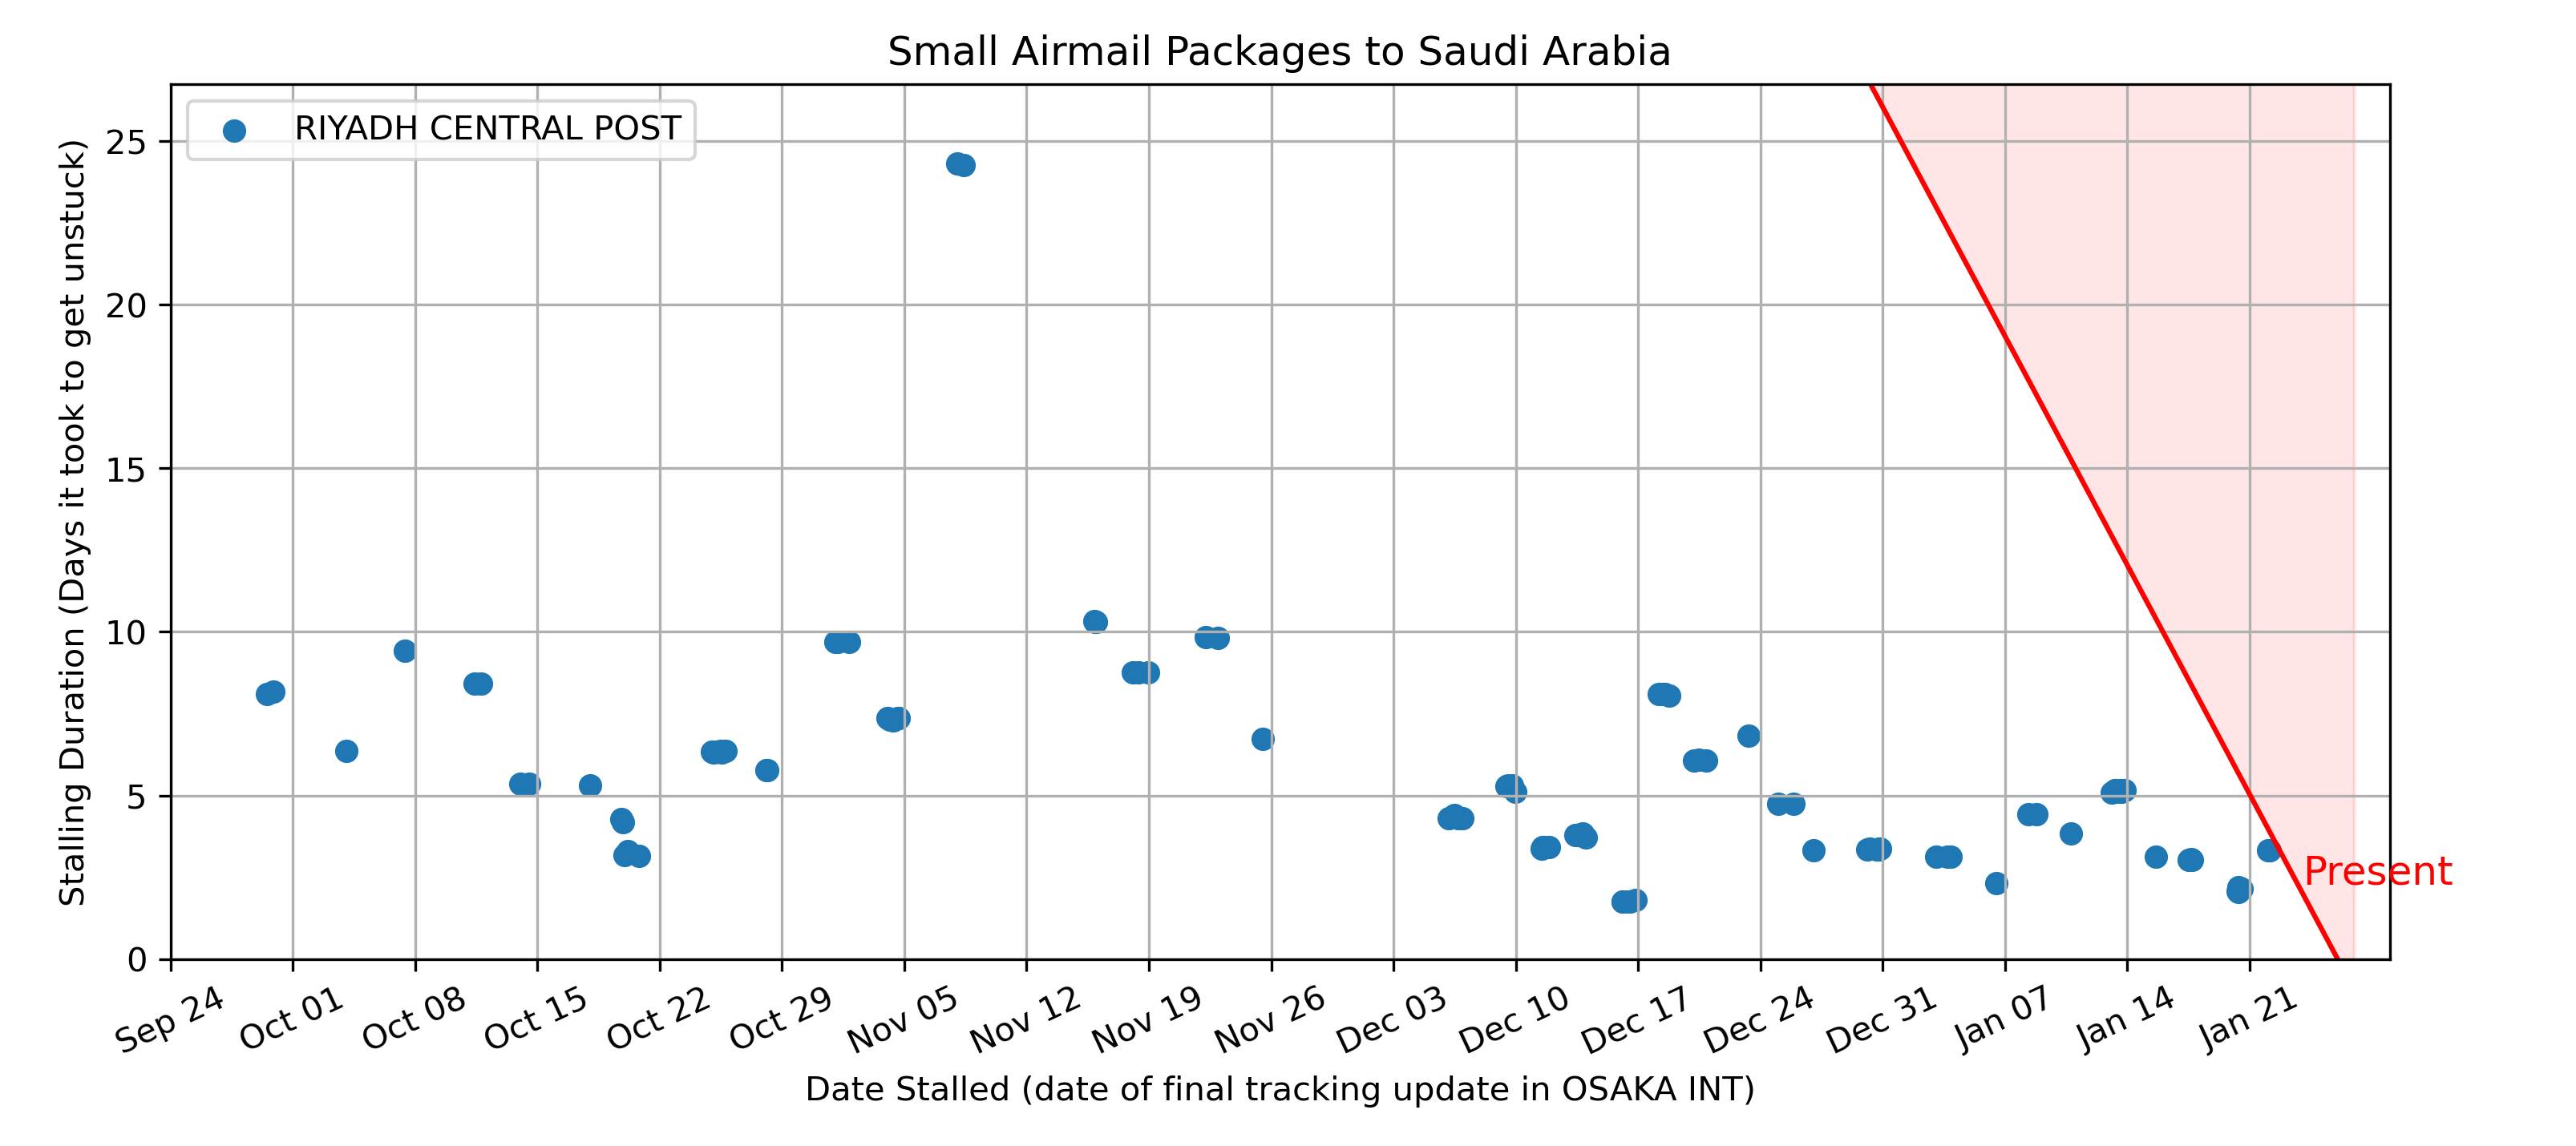 Small Airmail Packages to Saudi Arabia
RIYADH CENTRAL POST
Stalling Duration (Days it took to get unstuck)
25
20
15
10
5
0
Present
Sep 24
Oct 01
Oct 08
Oct 15
Oct 22
Oct 29
Nov 05
Nov 12
Nov 19
Nov 26
Dec 03
Dec 10
Dec 17
Dec 24
Dec 31
Jan 07
Jan 14
Jan 21
Date Stalled (date of final tracking update in OSAKA INT)